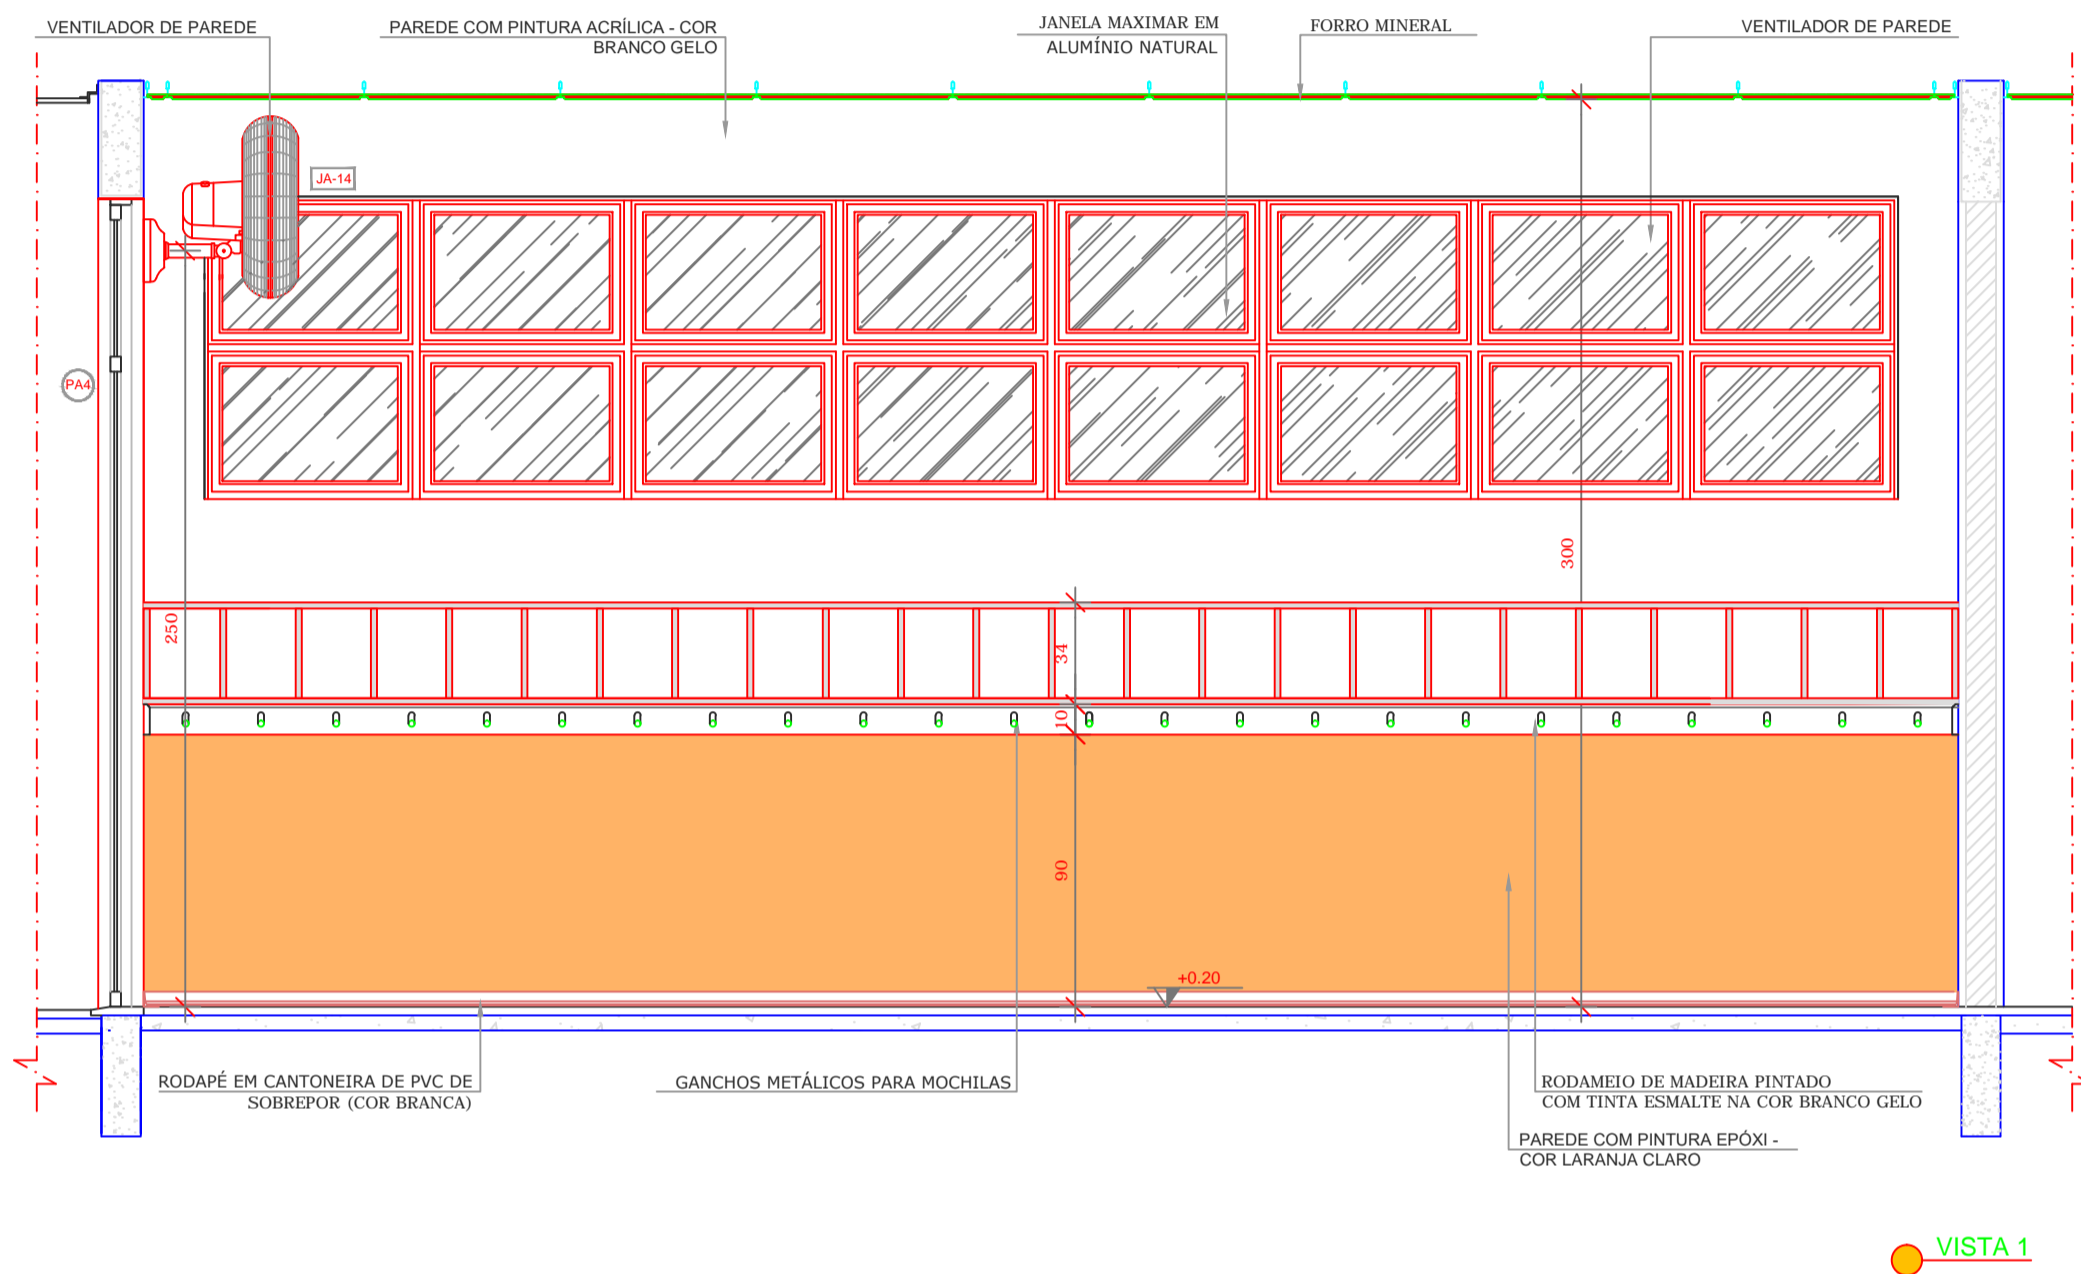 VENTILADOR DE PAREDE
PAREDE COM PINTURA ACRÍLICA - COR
BRANCO GELO
JANELA MAXIMAR EM
ALUMÍNIO NATURAL
FORRO MINERAL
VENTILADOR DE PAREDE
JA-14
PA4
300
250
34
10
90
+0.20
RODAPÉ EM CANTONEIRA DE PVC DE
SOBREPOR (COR BRANCA)
GANCHOS METÁLICOS PARA MOCHILAS
RODAMEIO DE MADEIRA PINTADO
COM TINTA ESMALTE NA COR BRANCO GELO
PAREDE COM PINTURA EPÓXI -
COR LARANJA CLARO
VISTA 1